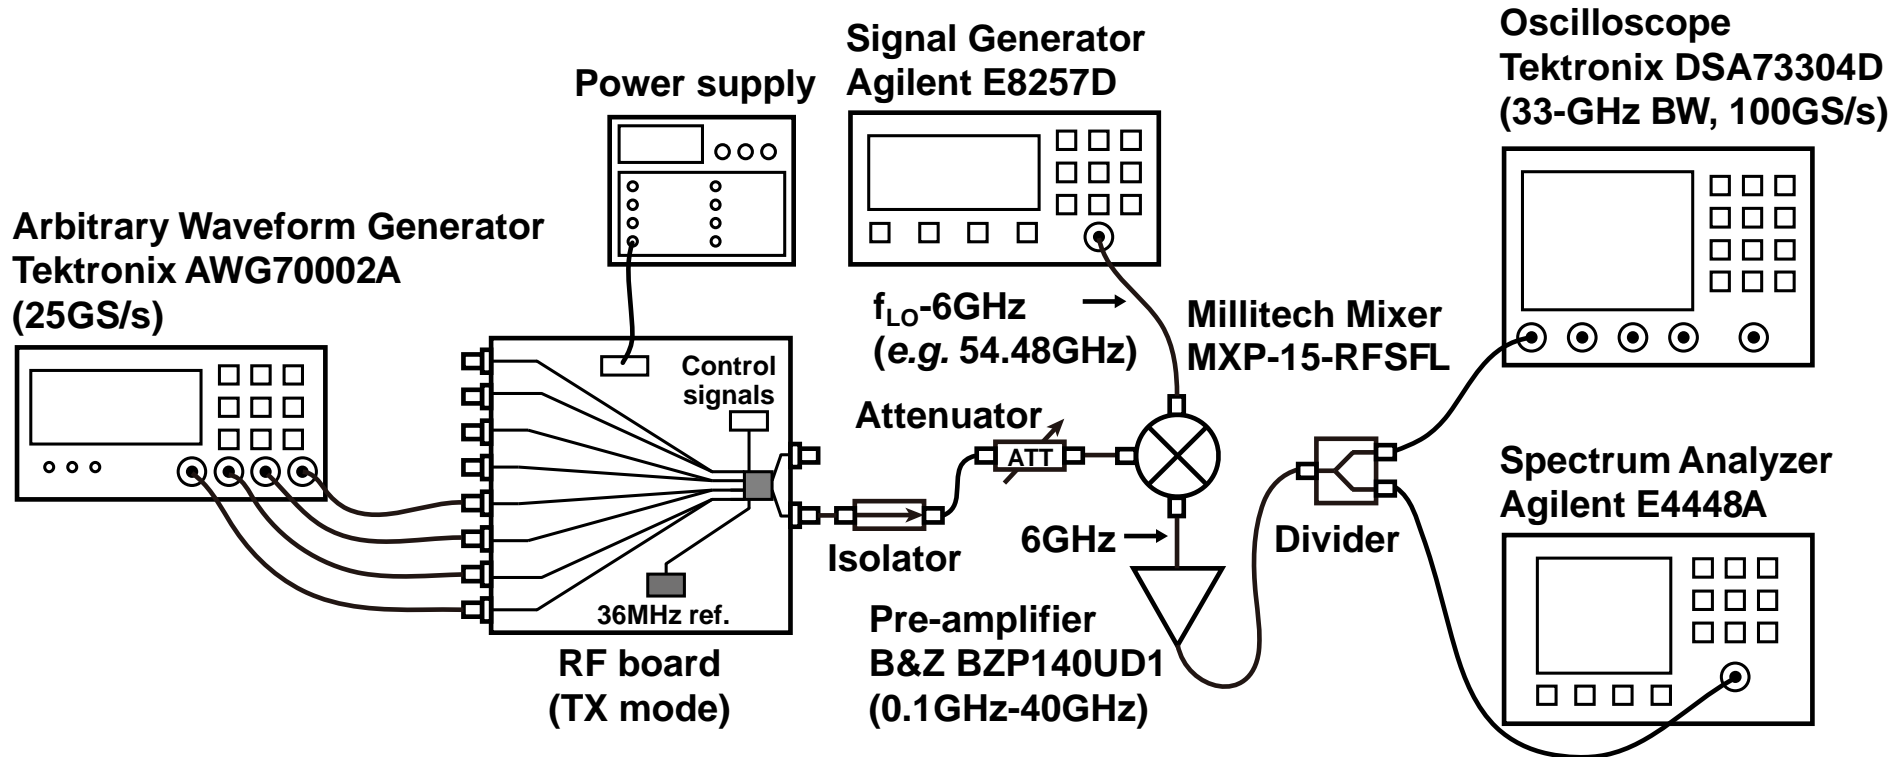 Oscilloscope
Tektronix DSA73304D
(33-GHz BW, 100GS/s)
Signal Generator
Agilent E8257D
Power supply
Arbitrary Waveform Generator
Tektronix AWG70002A
(25GS/s)
fLO-6GHz
(e.g. 54.48GHz)
Millitech Mixer
MXP-15-RFSFL
Control
signals
Attenuator
ATT
Spectrum Analyzer
Agilent E4448A
Isolator
6GHz
Divider
36MHz ref.
Pre-amplifier
B&Z BZP140UD1
(0.1GHz-40GHz)
RF board
(TX mode)